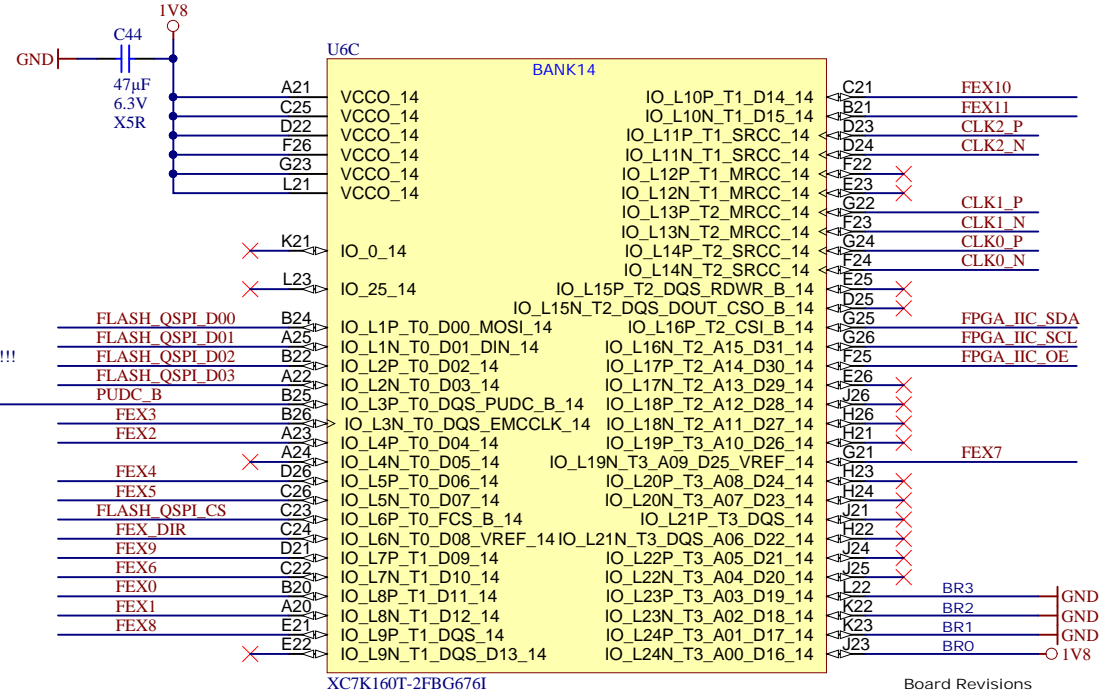 1V8
C44
GND
47µF
6.3V
X5R
U6C
BANK14
A21 VCCO_14
C25 VCCO_14
D22 VCCO_14
F26 VCCO_14
G23 VCCO_14
L21 VCCO_14
K21 IO_0_14
L23 IO_25_14
FLASH_QSPI_D00 B24 IO_L1P_T0_D00_MOSI_14
FLASH_QSPI_D01 A25 IO_L1N_T0_D01_DIN_14
!!!
FLASH_QSPI_D02 B22 IO_L2P_T0_D02_14
FLASH_QSPI_D03 A22 IO_L2N_T0_D03_14
PUDC_B B25 IO_L3P_T0_DQS_PUDC_B_14
FEX3 B26 IO_L3N_T0_DQS_EMCCLK_14
FEX2 A23 IO_L4P_T0_D04_14
A24 IO_L4N_T0_D05_14
FEX4 D26 IO_L5P_T0_D06_14
FEX5 C26 IO_L5N_T0_D07_14
FLASH_QSPI_CS C23 IO_L6P_T0_FCS_B_14
FEX_DIR C24 IO_L6N_T0_D08_VREF_14
FEX9 D21 IO_L7P_T1_D09_14
FEX6 C22 IO_L7N_T1_D10_14
FEX0 B20 IO_L8P_T1_D11_14
FEX1 A20 IO_L8N_T1_D12_14
FEX8 E21 IO_L9P_T1_DQS_14
E22 IO_L9N_T1_DQS_D13_14
IO_L10P_T1_D14_14 C21 FEX10
IO_L10N_T1_D15_14 B21 FEX11
IO_L11P_T1_SRCC_14 D23 CLK2_P
IO_L11N_T1_SRCC_14 D24 CLK2_N
IO_L12P_T1_MRCC_14 F22
IO_L12N_T1_MRCC_14 E23
IO_L13P_T2_MRCC_14 G22 CLK1_P
IO_L13N_T2_MRCC_14 F23 CLK1_N
IO_L14P_T2_SRCC_14 G24 CLK0_P
IO_L14N_T2_SRCC_14 F24 CLK0_N
IO_L15P_T2_DQS_RDWR_B_14 E25
IO_L15N_T2_DQS_DOUT_CSO_B_14 D25
IO_L16P_T2_CSI_B_14 G25 FPGA_IIC_SDA
IO_L16N_T2_A15_D31_14 G26 FPGA_IIC_SCL
IO_L17P_T2_A14_D30_14 F25 FPGA_IIC_OE
IO_L17N_T2_A13_D29_14 E26
IO_L18P_T2_A12_D28_14 J26
IO_L18N_T2_A11_D27_14 H26
IO_L19P_T3_A10_D26_14 H21
IO_L19N_T3_A09_D25_VREF_14 G21 FEX7
IO_L20P_T3_A08_D24_14 H23
IO_L20N_T3_A07_D23_14 H24
IO_L21P_T3_DQS_14 J21
IO_L21N_T3_DQS_A06_D22_14 H22
IO_L22P_T3_A05_D21_14 J24
IO_L22N_T3_A04_D20_14 J25
IO_L23P_T3_A03_D19_14 L22 BR3 GND
IO_L23N_T3_A02_D18_14 K22 BR2 GND
IO_L24P_T3_A01_D17_14 K23 BR1 GND
IO_L24N_T3_A00_D16_14 J23 BR0 1V8
XC7K160T-2FBG676I
Board Revisions